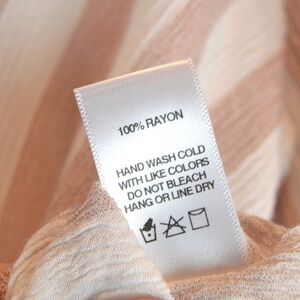 100% RAYON
HAND WASH COLD
WITH LIKE COLORS
DO NOT BLEACH
HANG OR LINE DRY